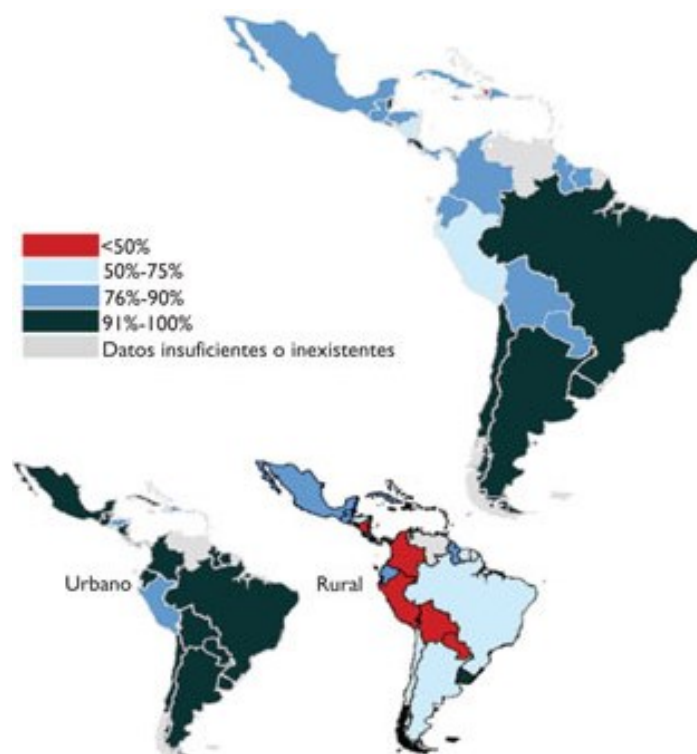 <50%
50%-75%
76%-90%
91%-100%
Datos insuficientes o inexistentes
Urbano
Rural